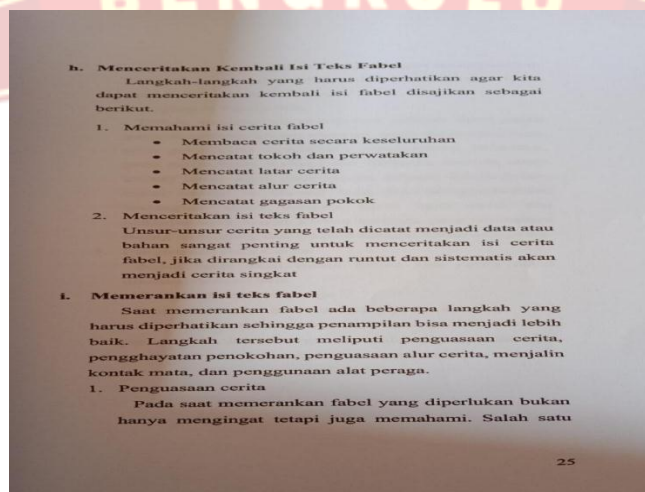 BENGKULU
h. Menceritakan Kembali Isi Teks Fabel
Langkah-langkah yang harus diperhatikan agar kita
dapat menceritakan kembali isi fabel disajikan sebagai
berikut.
1. Memahami isi cerita fabel
• Membaca cerita secara keseluruhan
• Mencatat tokoh dan perwatakan
• Mencatat latar cerita
• Mencatat alur cerita
• Mencatat gagasan pokok
2. Menceritakan isi teks fabel
Unsur-unsur cerita yang telah dicatat menjadi data atau
bahan sangat penting untuk menceritakan isi cerita
fabel, jika dirangkai dengan runtut dan sistematis akan
menjadi cerita singkat
i. Memerankan isi teks fabel
Saat memerankan fabel ada beberapa langkah yang
harus diperhatikan sehingga penampilan bisa menjadi lebih
baik. Langkah tersebut meliputi penguasaan cerita,
pengghayatan penokohan, penguasaan alur cerita, menjalin
kontak mata, dan penggunaan alat peraga.
1. Penguasaan cerita
Pada saat memerankan fabel yang diperlukan bukan
hanya mengingat tetapi juga memahami. Salah satu
25